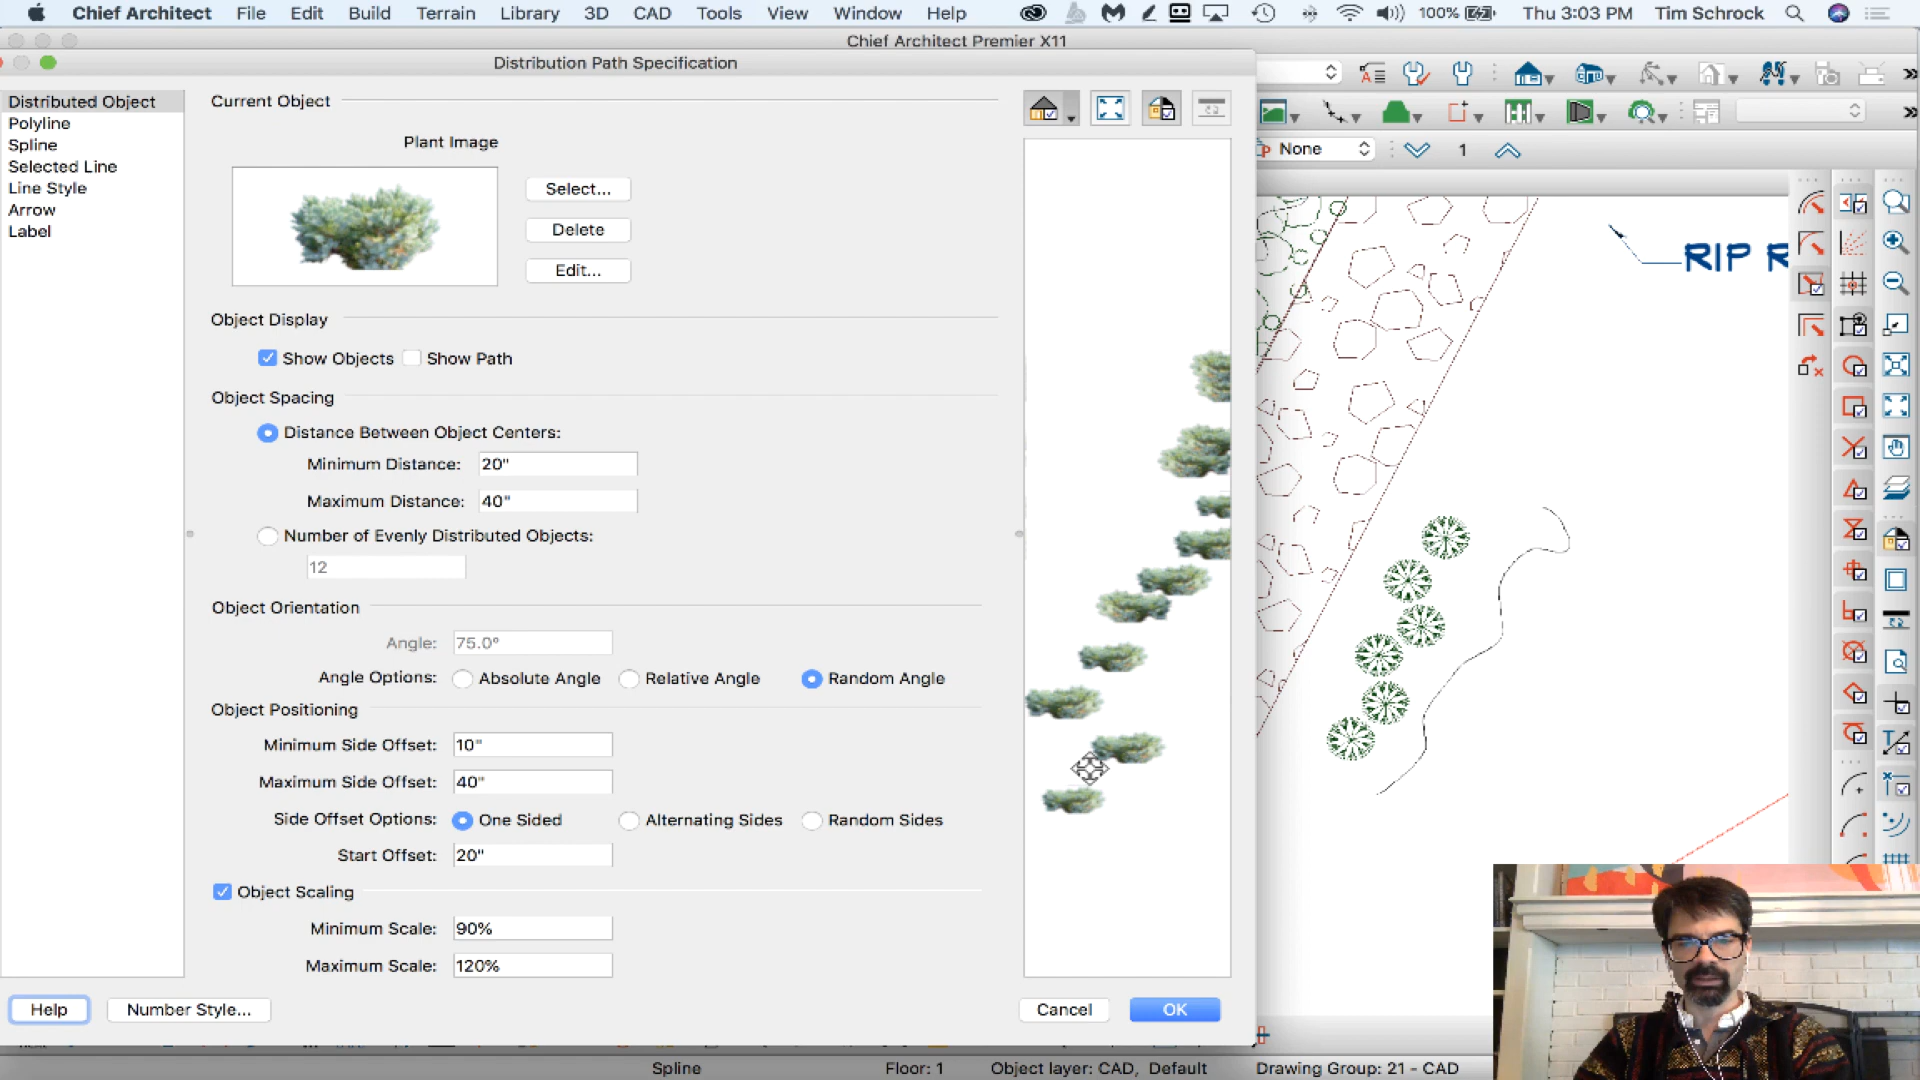 Chief Architect File Edit Build Terrain Library 3D CAD Tools View Window Help 100% Thu 3:03 PM Tim Schrock
Chief Architect Premier X11
Distribution Path Specification
Distributed Object
Polyline
Spline
Selected Line
Line Style
Arrow
Label
Current Object
Plant Image
Select...
Delete
Edit...
Object Display
Show Objects Show Path
Object Spacing
Distance Between Object Centers:
Minimum Distance: 20"
Maximum Distance: 40"
Number of Evenly Distributed Objects:
12
Object Orientation
Angle: 75.0°
Angle Options: Absolute Angle Relative Angle Random Angle
Object Positioning
Minimum Side Offset: 10"
Maximum Side Offset: 40"
Side Offset Options: One Sided Alternating Sides Random Sides
Start Offset: 20"
Object Scaling
Minimum Scale: 90%
Maximum Scale: 120%
Help Number Style... Cancel OK
None 1
RIP R
Spline Floor: 1 Object layer: CAD, Default Drawing Group: 21 - CAD